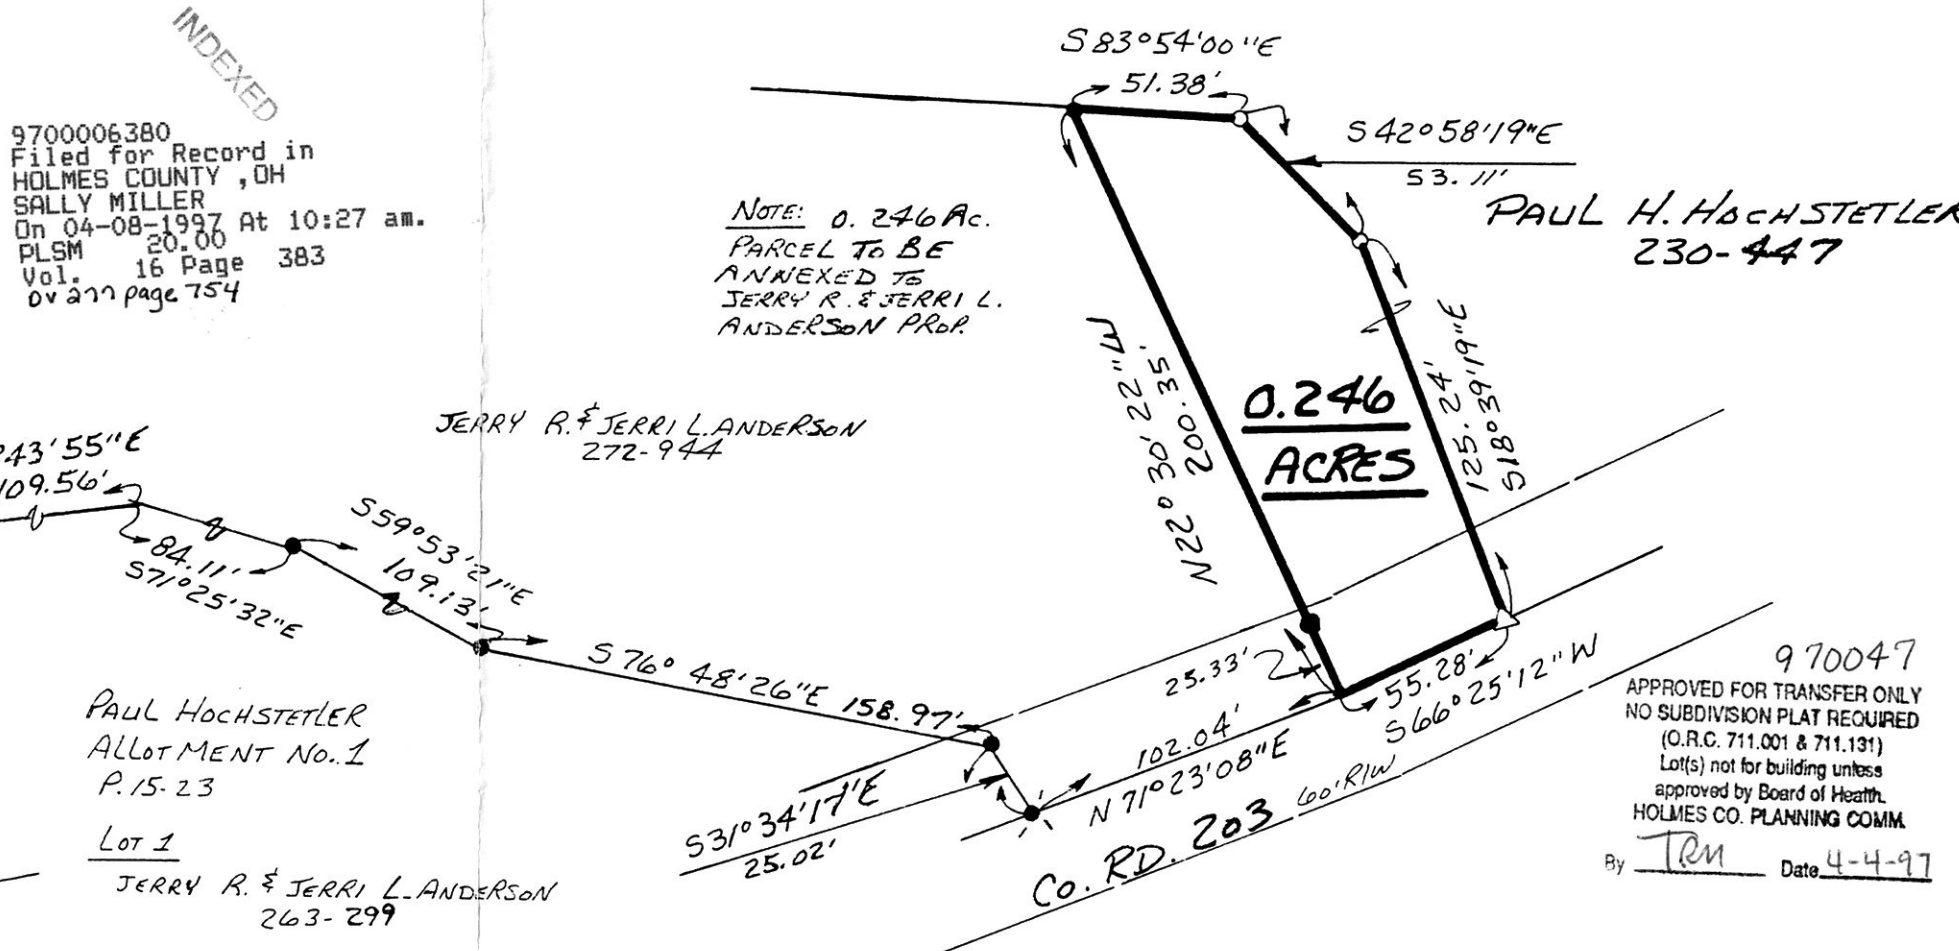 INDEXED
9700006380
Filed for Record in
HOLMES COUNTY , OH
SALLY MILLER
On 04-08-1997 At 10:27 am.
PLSM 20.00
Vol. 16 Page 383
OV 277 page 754
S 83°54'00"E
51.38'
S 42°58'19"E
53.11'
PAUL H. HOCHSTETLER
230-447
NOTE: 0.246 AC.
PARCEL TO BE
ANNEXED TO
JERRY R. & JERRI L.
ANDERSON PROP.
N22°30'22"W
200.35'
0.246
ACRES
125.24'
S18°39'19"E
JERRY R. & JERRI L. ANDERSON
272-944
°43'55"E
109.56'
84.11'
S71°25'32"E
S59°53'21"E
109.13'
S 76° 48'26"E 158.97'
25.33'
55.28'
S66°25'12"W
102.04'
N 71°23'08"E
S31°34'17"E
25.02'
CO. RD. 203 60' R/W
PAUL HOCHSTETLER
ALLOTMENT NO. 1
P. 15-23
LOT 1
JERRY R. & JERRI L. ANDERSON
263-299
970047
APPROVED FOR TRANSFER ONLY
NO SUBDIVISION PLAT REQUIRED
(O.R.C. 711.001 & 711.131)
Lot(s) not for building unless
approved by Board of Health.
HOLMES CO. PLANNING COMM.
By TRM Date 4-4-97